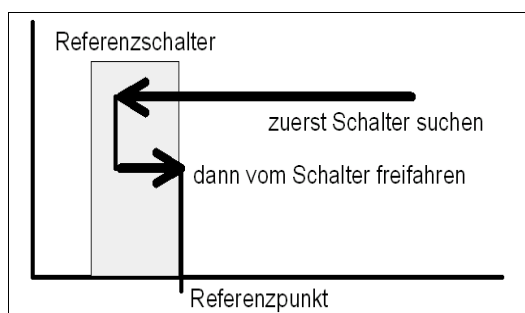 Referenzschalter
zuerst Schalter suchen
dann vom Schalter freifahren
Referenzpunkt